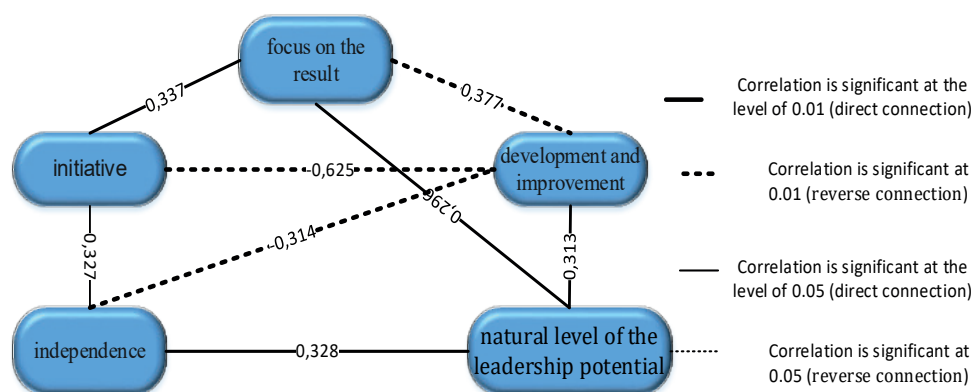 focus on the
result
0,337
0,377
Correlation is significant at the
level of 0.01 (direct connection)
initiative
-0,625
development and
improvement
Correlation is significant at
0.01 (reverse connection)
0,296
-0,314
0,327
0,313
Correlation is significant at the
level of 0.05 (direct connection)
independence
0,328
natural level of the
leadership potential
Correlation is significant at
0.05 (reverse connection)